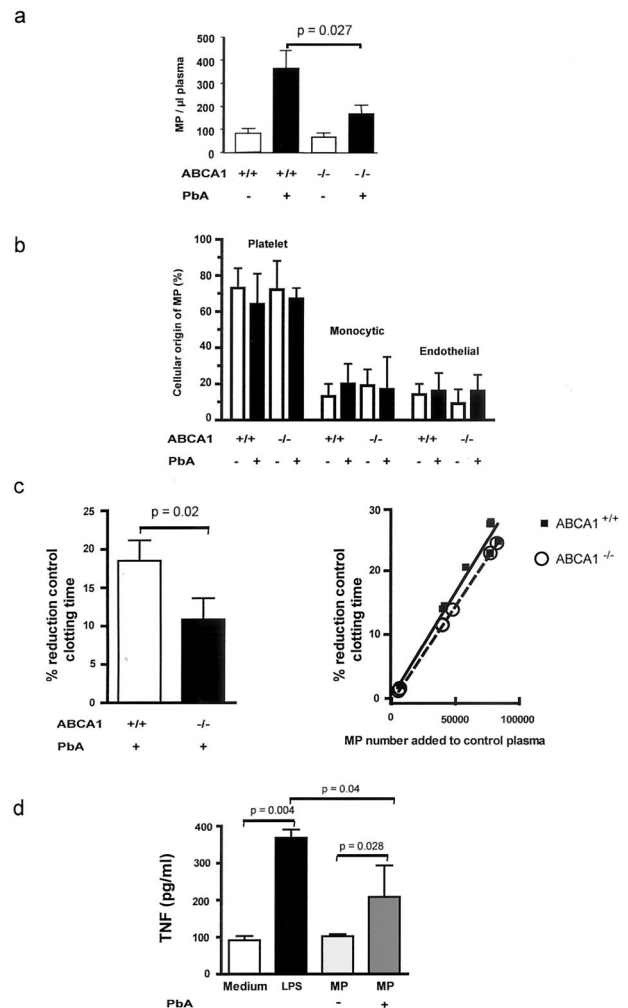 a
p = 0.027
MP / µl plasma
500
400
300
200
100
0
ABCA1 +/+ +/+ -/- -/-
PbA - + - +
b
Cellular origin of MP (%)
100
80
60
40
20
0
Platelet
Monocytic
Endothelial
ABCA1 +/+ -/- +/+ -/- +/+ -/-
PbA - + - + - + - + - + - +
c
p = 0.02
% reduction control
clotting time
25
20
15
10
5
0
ABCA1 +/+ -/-
PbA + +
% reduction control
clotting time
30
20
10
0
0 50000 100000
MP number added to control plasma
ABCA1 +/+
ABCA1 -/-
d
p = 0.04
p = 0.004
p = 0.028
TNF (pg/ml)
400
300
200
100
0
Medium LPS MP MP
PbA - +